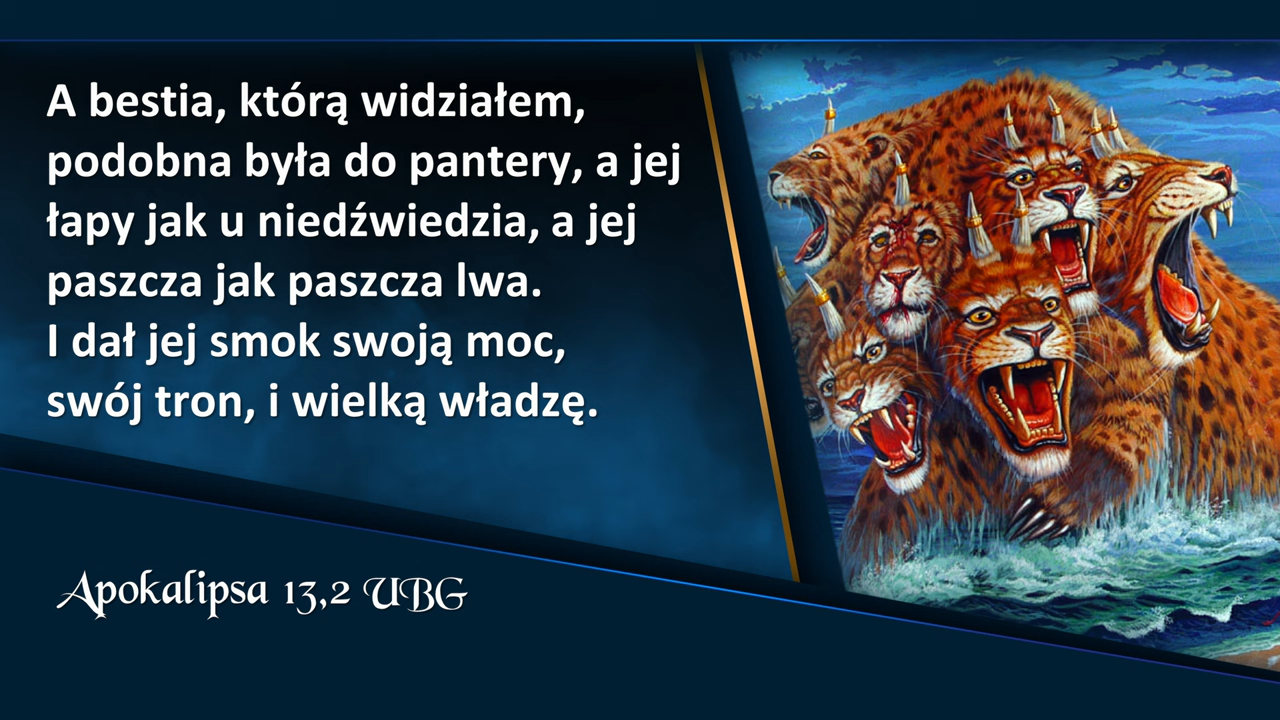 A bestia, którą widziałem,
podobna była do pantery, a jej
łapy jak u niedźwiedzia, a jej
paszcza jak paszcza lwa.
I dał jej smok swoją moc,
swój tron, i wielką władzę.
Apokalipsa 13,2 UBG